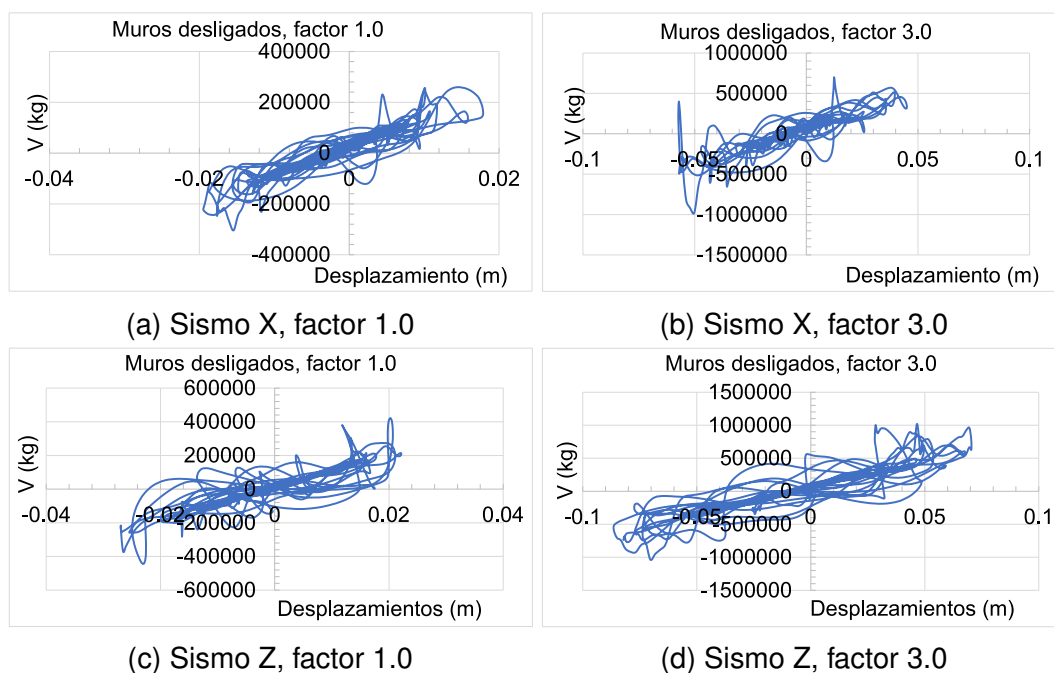 Muros desligados, factor 1.0
400000
200000
0
-200000
-400000
-0.04
-0.02
0
0.02
V (kg)
Desplazamiento (m)
(a) Sismo X, factor 1.0
Muros desligados, factor 3.0
1000000
500000
0
-500000
-1000000
-1500000
-0.1
-0.05
0
0.05
0.1
V (kg)
Desplazamiento (m)
(b) Sismo X, factor 3.0
Muros desligados, factor 1.0
600000
400000
200000
0
-200000
-400000
-600000
-0.04
-0.02
0
0.02
0.04
V (kg)
Desplazamientos (m)
(c) Sismo Z, factor 1.0
Muros desligados, factor 3.0
1500000
1000000
500000
0
-500000
-1000000
-1500000
-0.1
-0.05
0
0.05
0.1
V (kg)
Desplazamientos (m)
(d) Sismo Z, factor 3.0